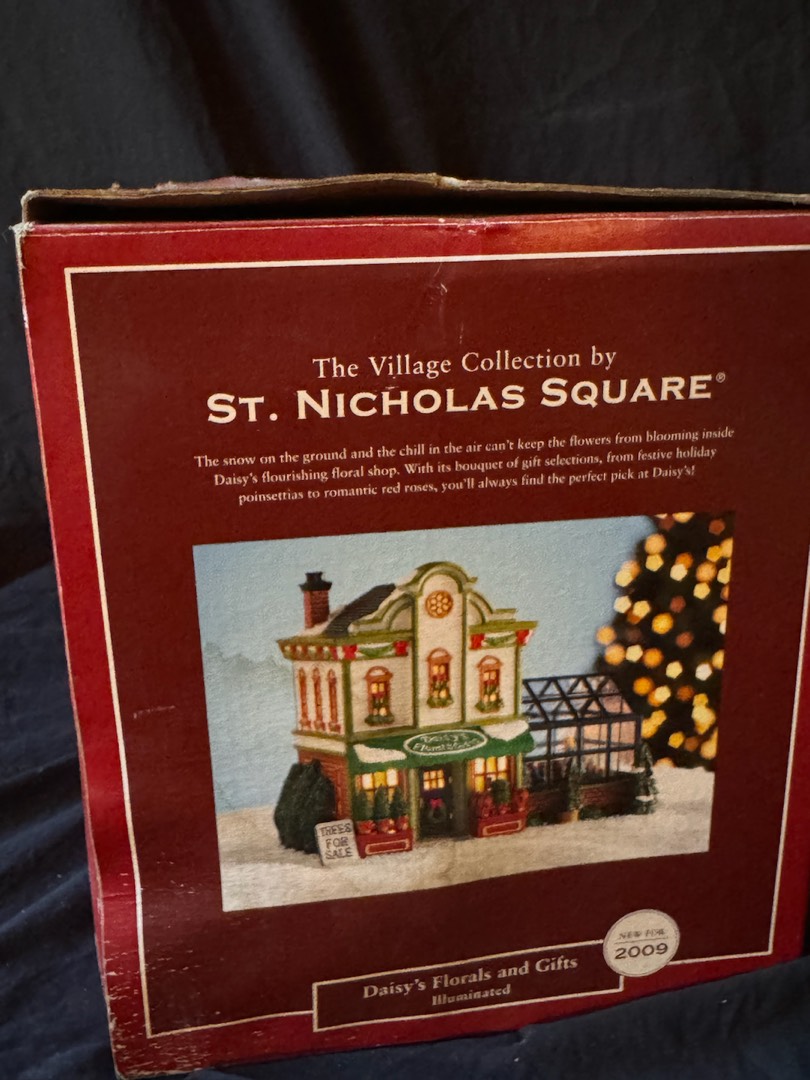 The Village Collection by
ST. NICHOLAS SQUARE®
The snow on the ground and the chill in the air can't keep the flowers from blooming inside
Daisy's flourishing floral shop. With its bouquet of gift selections, from festive holiday
poinsettias to romantic red roses, you'll always find the perfect pick at Daisy's!
Daisy's
Florals & Gifts
TREES
FOR
SALE
NEW FOR
2009
Daisy's Florals and Gifts
Illuminated